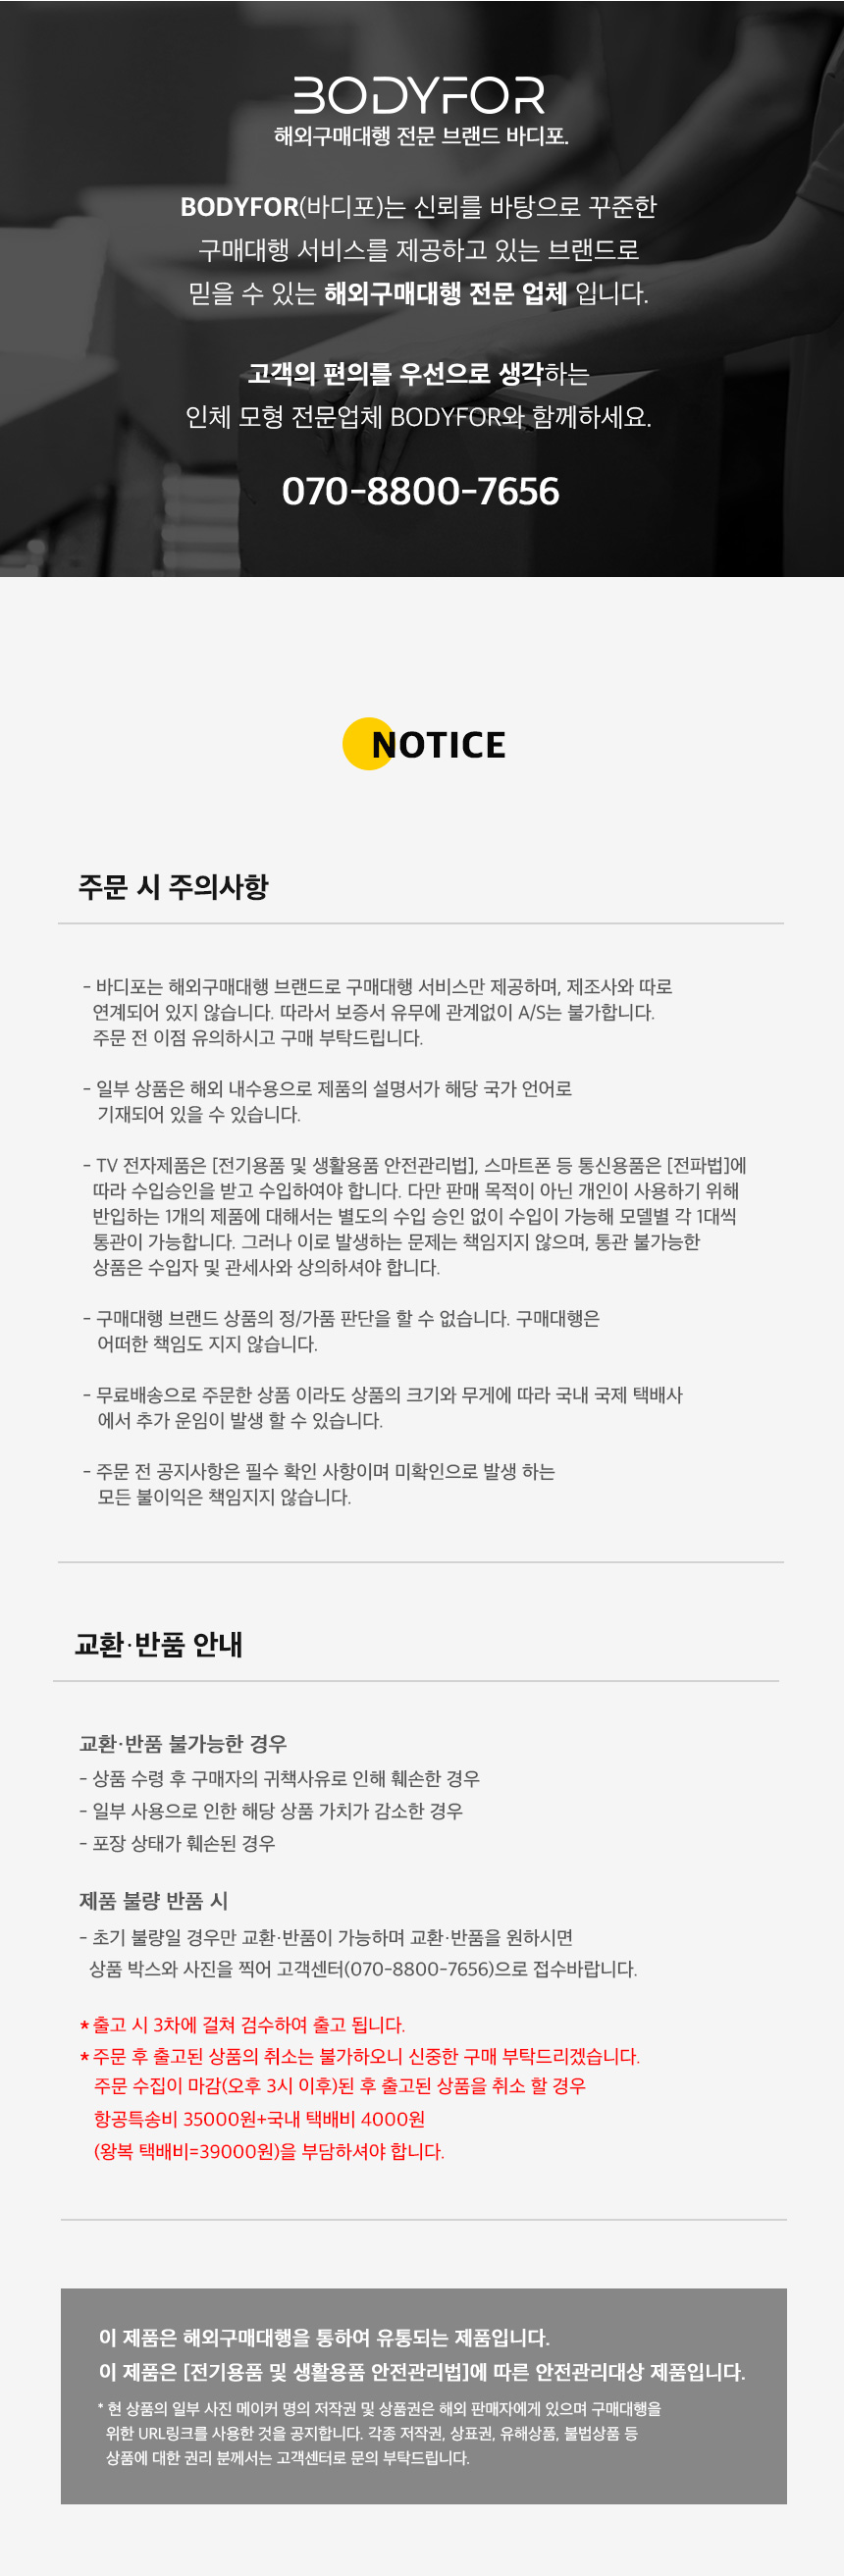 BODYFOR
해외구매대행 전문 브랜드 바디포.
BODYFOR(바디포)는 신뢰를 바탕으로 꾸준한
구매대행 서비스를 제공하고 있는 브랜드로
믿을 수 있는 해외구매대행 전문 업체 입니다.
고객의 편의를 우선으로 생각하는
인체 모형 전문업체 BODYFOR와 함께하세요.
070-8800-7656
NOTICE
주문 시 주의사항
- 바디포는 해외구매대행 브랜드로 구매대행 서비스만 제공하며, 제조사와 따로
연계되어 있지 않습니다. 따라서 보증서 유무에 관계없이 A/S는 불가합니다.
주문 전 이점 유의하시고 구매 부탁드립니다.
- 일부 상품은 해외 내수용으로 제품의 설명서가 해당 국가 언어로
기재되어 있을 수 있습니다.
- TV 전자제품은 [전기용품 및 생활용품 안전관리법], 스마트폰 등 통신용품은 [전파법]에
따라 수입승인을 받고 수입하여야 합니다. 다만 판매 목적이 아닌 개인이 사용하기 위해
반입하는 1개의 제품에 대해서는 별도의 수입 승인 없이 수입이 가능해 모델별 각 1대씩
통관이 가능합니다. 그러나 이로 발생하는 문제는 책임지지 않으며, 통관 불가능한
상품은 수입자 및 관세사와 상의하셔야 합니다.
- 구매대행 브랜드 상품의 정/가품 판단을 할 수 없습니다. 구매대행은
어떠한 책임도 지지 않습니다.
- 무료배송으로 주문한 상품 이라도 상품의 크기와 무게에 따라 국내 국제 택배사
에서 추가 운임이 발생 할 수 있습니다.
- 주문 전 공지사항은 필수 확인 사항이며 미확인으로 발생 하는
모든 불이익은 책임지지 않습니다.
교환·반품 안내
교환·반품 불가능한 경우
- 상품 수령 후 구매자의 귀책사유로 인해 훼손한 경우
- 일부 사용으로 인한 해당 상품 가치가 감소한 경우
- 포장 상태가 훼손된 경우
제품 불량 반품 시
- 초기 불량일 경우만 교환·반품이 가능하며 교환·반품을 원하시면
상품 박스와 사진을 찍어 고객센터(070-8800-7656)으로 접수바랍니다.
* 출고 시 3차에 걸쳐 검수하여 출고 됩니다.
* 주문 후 출고된 상품의 취소는 불가하오니 신중한 구매 부탁드리겠습니다.
주문 수집이 마감(오후 3시 이후)된 후 출고된 상품을 취소 할 경우
항공특송비 35000원+국내 택배비 4000원
(왕복 택배비=39000원)을 부담하셔야 합니다.
이 제품은 해외구매대행을 통하여 유통되는 제품입니다.
이 제품은 [전기용품 및 생활용품 안전관리법]에 따른 안전관리대상 제품입니다.
* 현 상품의 일부 사진 메이커 명의 저작권 및 상품권은 해외 판매자에게 있으며 구매대행을
위한 URL링크를 사용한 것을 공지합니다. 각종 저작권, 상표권, 유해상품, 불법상품 등
상품에 대한 권리 분께서는 고객센터로 문의 부탁드립니다.